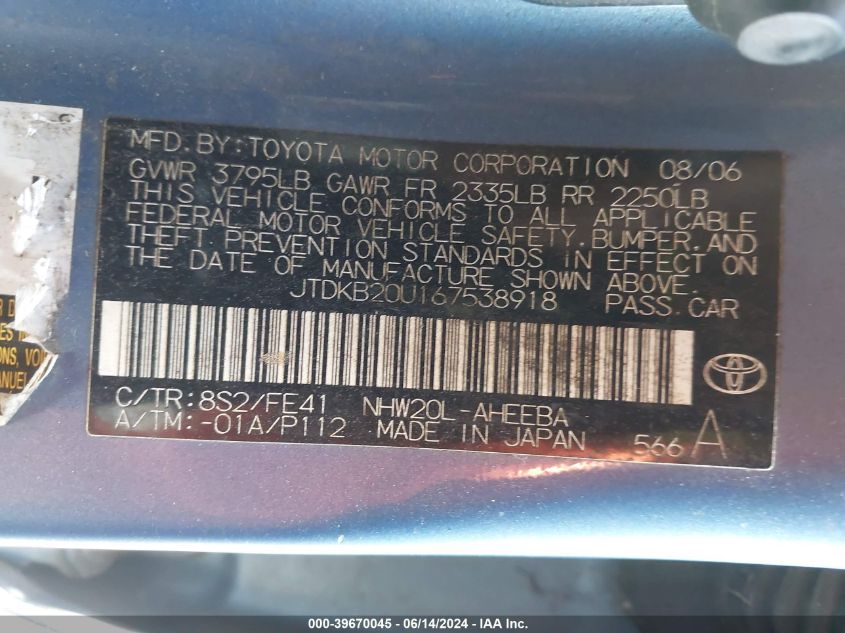 MFD. BY: TOYOTA MOTOR CORPORATION 08/06
GVWR 3795LB GAWR FR 2335LB RR 2250LB
THIS VEHICLE CONFORMS TO ALL APPLICABLE
FEDERAL MOTOR VEHICLE SAFETY, BUMPER, AND
THEFT PREVENTION STANDARDS IN EFFECT ON
THE DATE OF MANUFACTURE SHOWN ABOVE.
JTDKB20U167538918 PASS. CAR
C/TR: 8S2/FE41 NHW20L-AHEEBA
A/TM: -01A/P112 MADE IN JAPAN 566 A
ONS, VOI
ANUEL
000-39670045 - 06/14/2024 - IAA Inc.